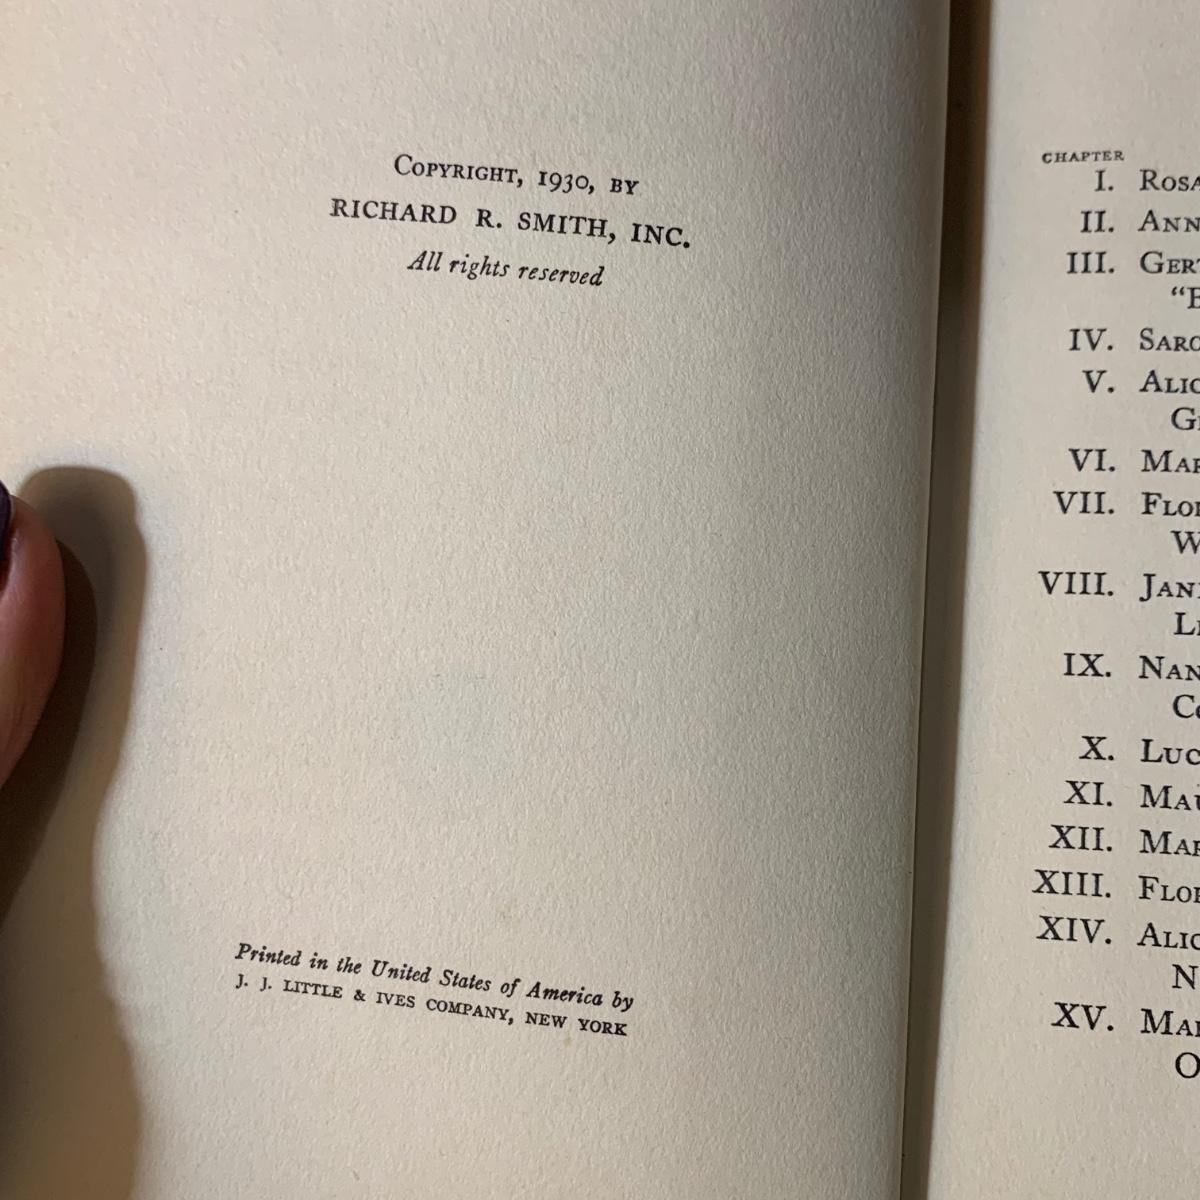 Copyright, 1930, by
RICHARD R. SMITH, INC.
All rights reserved
Printed in the United States of America by
J. J. LITTLE & IVES COMPANY, NEW YORK
CHAPTER
I.
II.
III.
IV.
V.
VI.
VII.
VIII.
IX.
X.
XI.
XII.
XIII.
XIV.
XV.